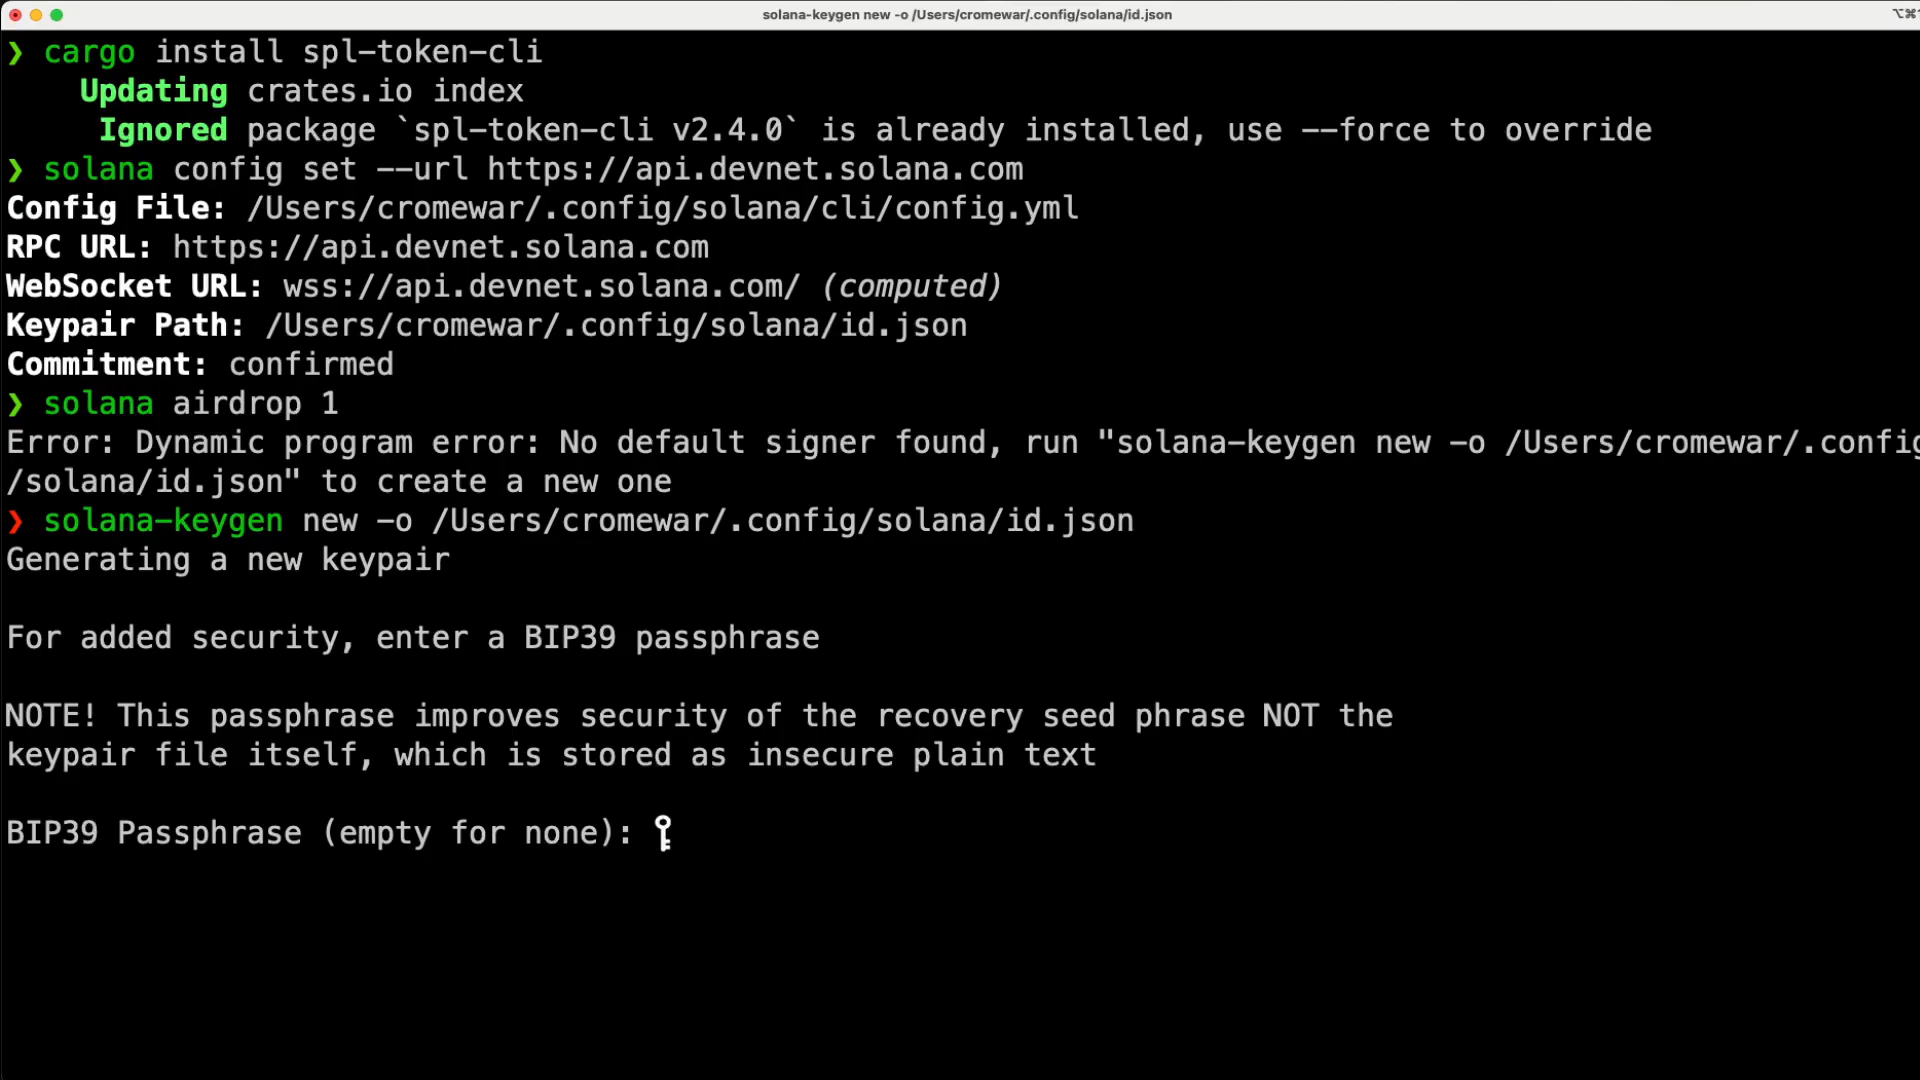 solana-keygen new -o /Users/cromewar/.config/solana/id.json
❯ cargo install spl-token-cli
Updating crates.io index
Ignored package `spl-token-cli v2.4.0` is already installed, use --force to override
❯ solana config set --url https://api.devnet.solana.com
Config File: /Users/cromewar/.config/solana/cli/config.yml
RPC URL: https://api.devnet.solana.com
WebSocket URL: wss://api.devnet.solana.com/ (computed)
Keypair Path: /Users/cromewar/.config/solana/id.json
Commitment: confirmed
❯ solana airdrop 1
Error: Dynamic program error: No default signer found, run "solana-keygen new -o /Users/cromewar/.config
/solana/id.json" to create a new one
❯ solana-keygen new -o /Users/cromewar/.config/solana/id.json
Generating a new keypair
For added security, enter a BIP39 passphrase
NOTE! This passphrase improves security of the recovery seed phrase NOT the
keypair file itself, which is stored as insecure plain text
BIP39 Passphrase (empty for none):